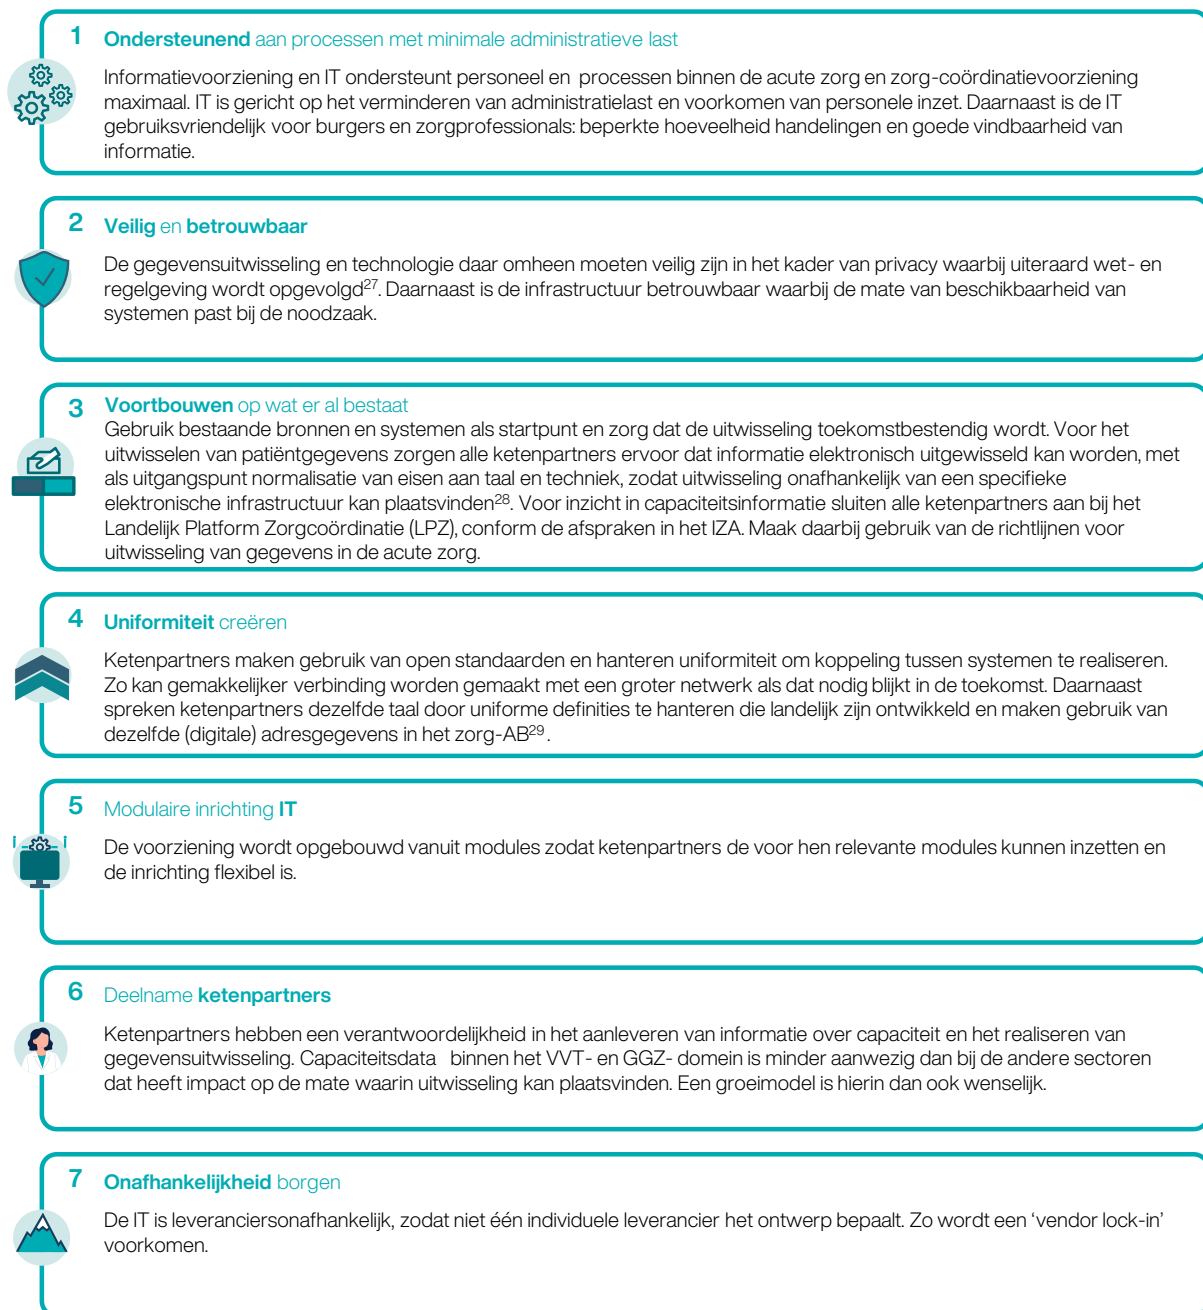 1 Ondersteunend aan processen met minimale administratieve last
Informatievoorziening en IT ondersteunt personeel en processen binnen de acute zorg en zorg-coördinatievoorziening
maximaal. IT is gericht op het verminderen van administratielast en voorkomen van personele inzet. Daarnaast is de IT
gebruiksvriendelijk voor burgers en zorgprofessionals: beperkte hoeveelheid handelingen en goede vindbaarheid van
informatie.
2 Veilig en betrouwbaar
De gegevensuitwisseling en technologie daar omheen moeten veilig zijn in het kader van privacy waarbij uiteraard wet- en
regelgeving wordt opgevolgd27. Daarnaast is de infrastructuur betrouwbaar waarbij de mate van beschikbaarheid van
systemen past bij de noodzaak.
3 Voortbouwen op wat er al bestaat
Gebruik bestaande bronnen en systemen als startpunt en zorg dat de uitwisseling toekomstbestendig wordt. Voor het
uitwisselen van patiëntgegevens zorgen alle ketenpartners ervoor dat informatie elektronisch uitgewisseld kan worden, met
als uitgangspunt normalisatie van eisen aan taal en techniek, zodat uitwisseling onafhankelijk van een specifieke
elektronische infrastructuur kan plaatsvinden28. Voor inzicht in capaciteitsinformatie sluiten alle ketenpartners aan bij het
Landelijk Platform Zorgcoördinatie (LPZ), conform de afspraken in het IZA. Maak daarbij gebruik van de richtlijnen voor
uitwisseling van gegevens in de acute zorg.
4 Uniformiteit creëren
Ketenpartners maken gebruik van open standaarden en hanteren uniformiteit om koppeling tussen systemen te realiseren.
Zo kan gemakkelijker verbinding worden gemaakt met een groter netwerk als dat nodig blijkt in de toekomst. Daarnaast
spreken ketenpartners dezelfde taal door uniforme definities te hanteren die landelijk zijn ontwikkeld en maken gebruik van
dezelfde (digitale) adresgegevens in het zorg-AB29.
5 Modulaire inrichting IT
De voorziening wordt opgebouwd vanuit modules zodat ketenpartners de voor hen relevante modules kunnen inzetten en
de inrichting flexibel is.
6 Deelname ketenpartners
Ketenpartners hebben een verantwoordelijkheid in het aanleveren van informatie over capaciteit en het realiseren van
gegevensuitwisseling. Capaciteitsdata binnen het VVT- en GGZ- domein is minder aanwezig dan bij de andere sectoren
dat heeft impact op de mate waarin uitwisseling kan plaatsvinden. Een groeimodel is hierin dan ook wenselijk.
7 Onafhankelijkheid borgen
De IT is leveranciersonafhankelijk, zodat niet één individuele leverancier het ontwerp bepaalt. Zo wordt een ‘vendor lock-in’
voorkomen.